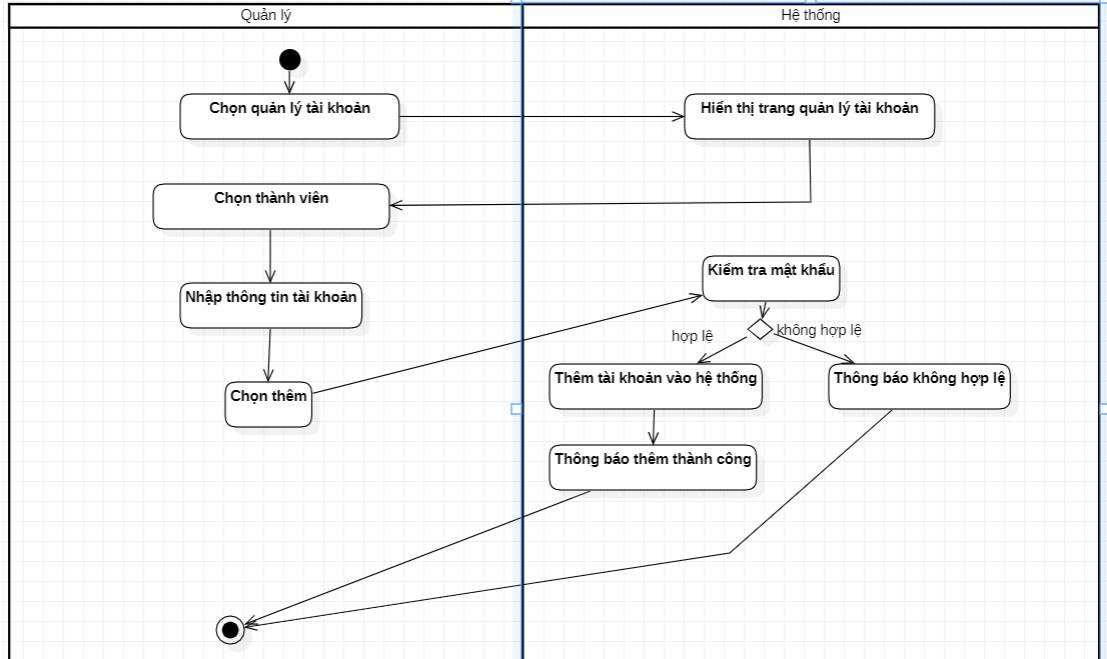 Quản lý
Hệ thống
Chọn quản lý tài khoản
Hiển thị trang quản lý tài khoản
Chọn thành viên
Kiểm tra mật khẩu
Nhập thông tin tài khoản
hợp lệ
không hợp lệ
Chọn thêm
Thêm tài khoản vào hệ thống
Thông báo không hợp lệ
Thông báo thêm thành công